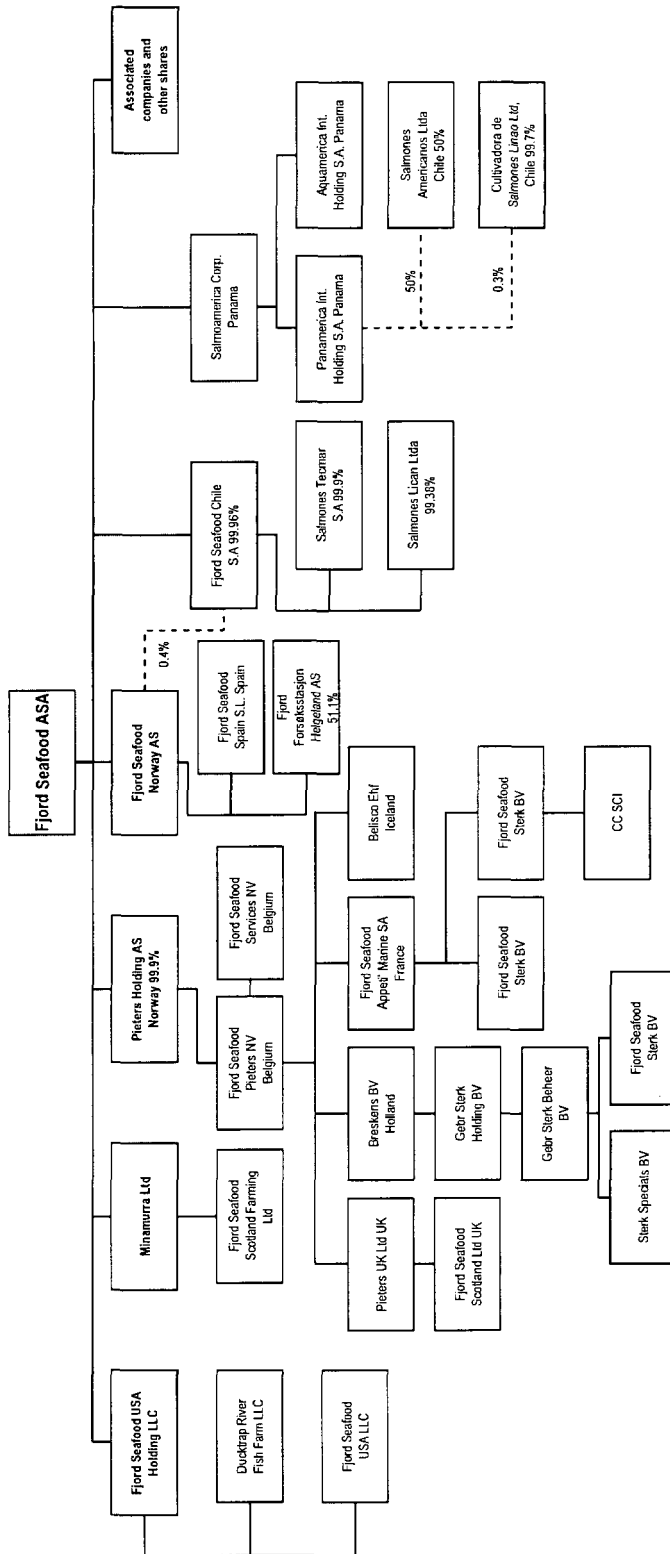 Fjord Seafood ASA
Fjord Seafood USA
Holding LLC
Ducktrap River
Fish Farm LLC
Fjord Seafood
USA LLC
Minamurra Ltd
Fjord Seafood
Scotland Farming
Ltd
Pieters Holding AS
Norway 99.9%
Fjord Seafood
Pieters NV
Belgium
Fjord Seafood
Services NV
Belgium
Pieters UK Ltd UK
Fjord Seafood
Scotland Ltd UK
Breskens BV
Holland
Gebr Sterk
Holding BV
Gebr Sterk Beheer
BV
Sterk Specials BV
Fjord Seafood
Sterk BV
Fjord Seafood
Appeti' Marine SA
France
Fjord Seafood
Sterk BV
Fjord Seafood
Sterk BV
CC SCI
Belisco Ehf
Iceland
Fjord Seafood
Norway AS
0.4%
Fjord Seafood
Spain S.L. Spain
Fjord
Forsøksstasjon
Helgeland AS
51.1%
Fjord Seafood Chile
S.A 99.96%
Salmones Tecmar
S.A 99.9%
Salmones Lican Ltda
99.38%
Salmoamerica Corp.
Panama
Panamerica Int.
Holding S.A. Panama
Aquamerica Int.
Holding S.A. Panama
50%
Salmones
Americanos Ltda
Chile 50%
0.3%
Cultivadora de
Salmones Linao Ltd,
Chile 99.7%
Associated
companies and
other shares